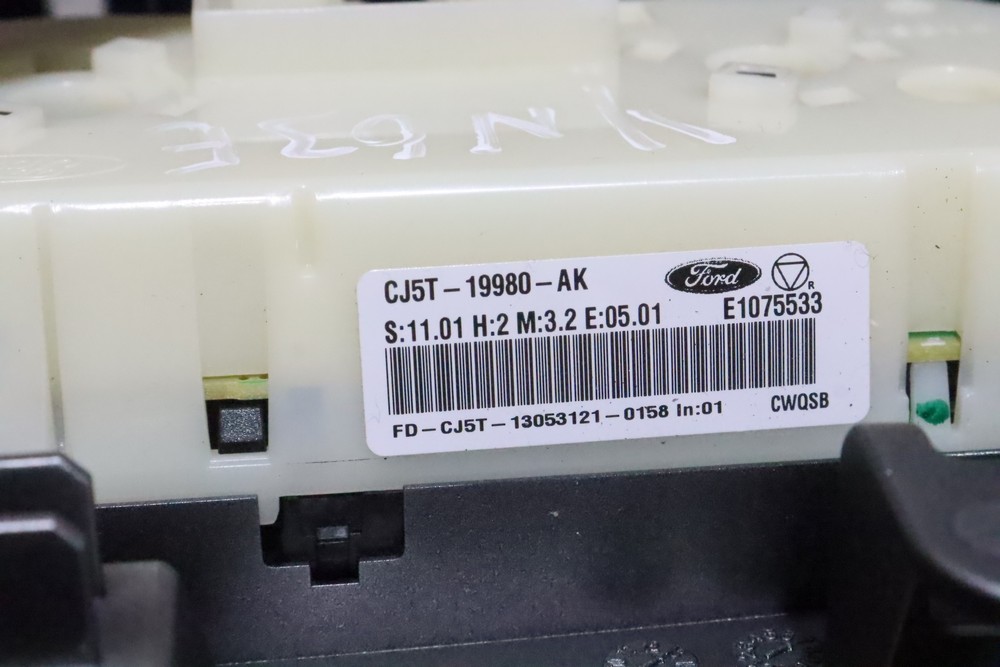 CJ5T-19980-AK
Ford
R
S:11.01 H:2 M:3.2 E:05.01
E1075533
FD-CJ5T-13053121-0158 In:01
CWQSB